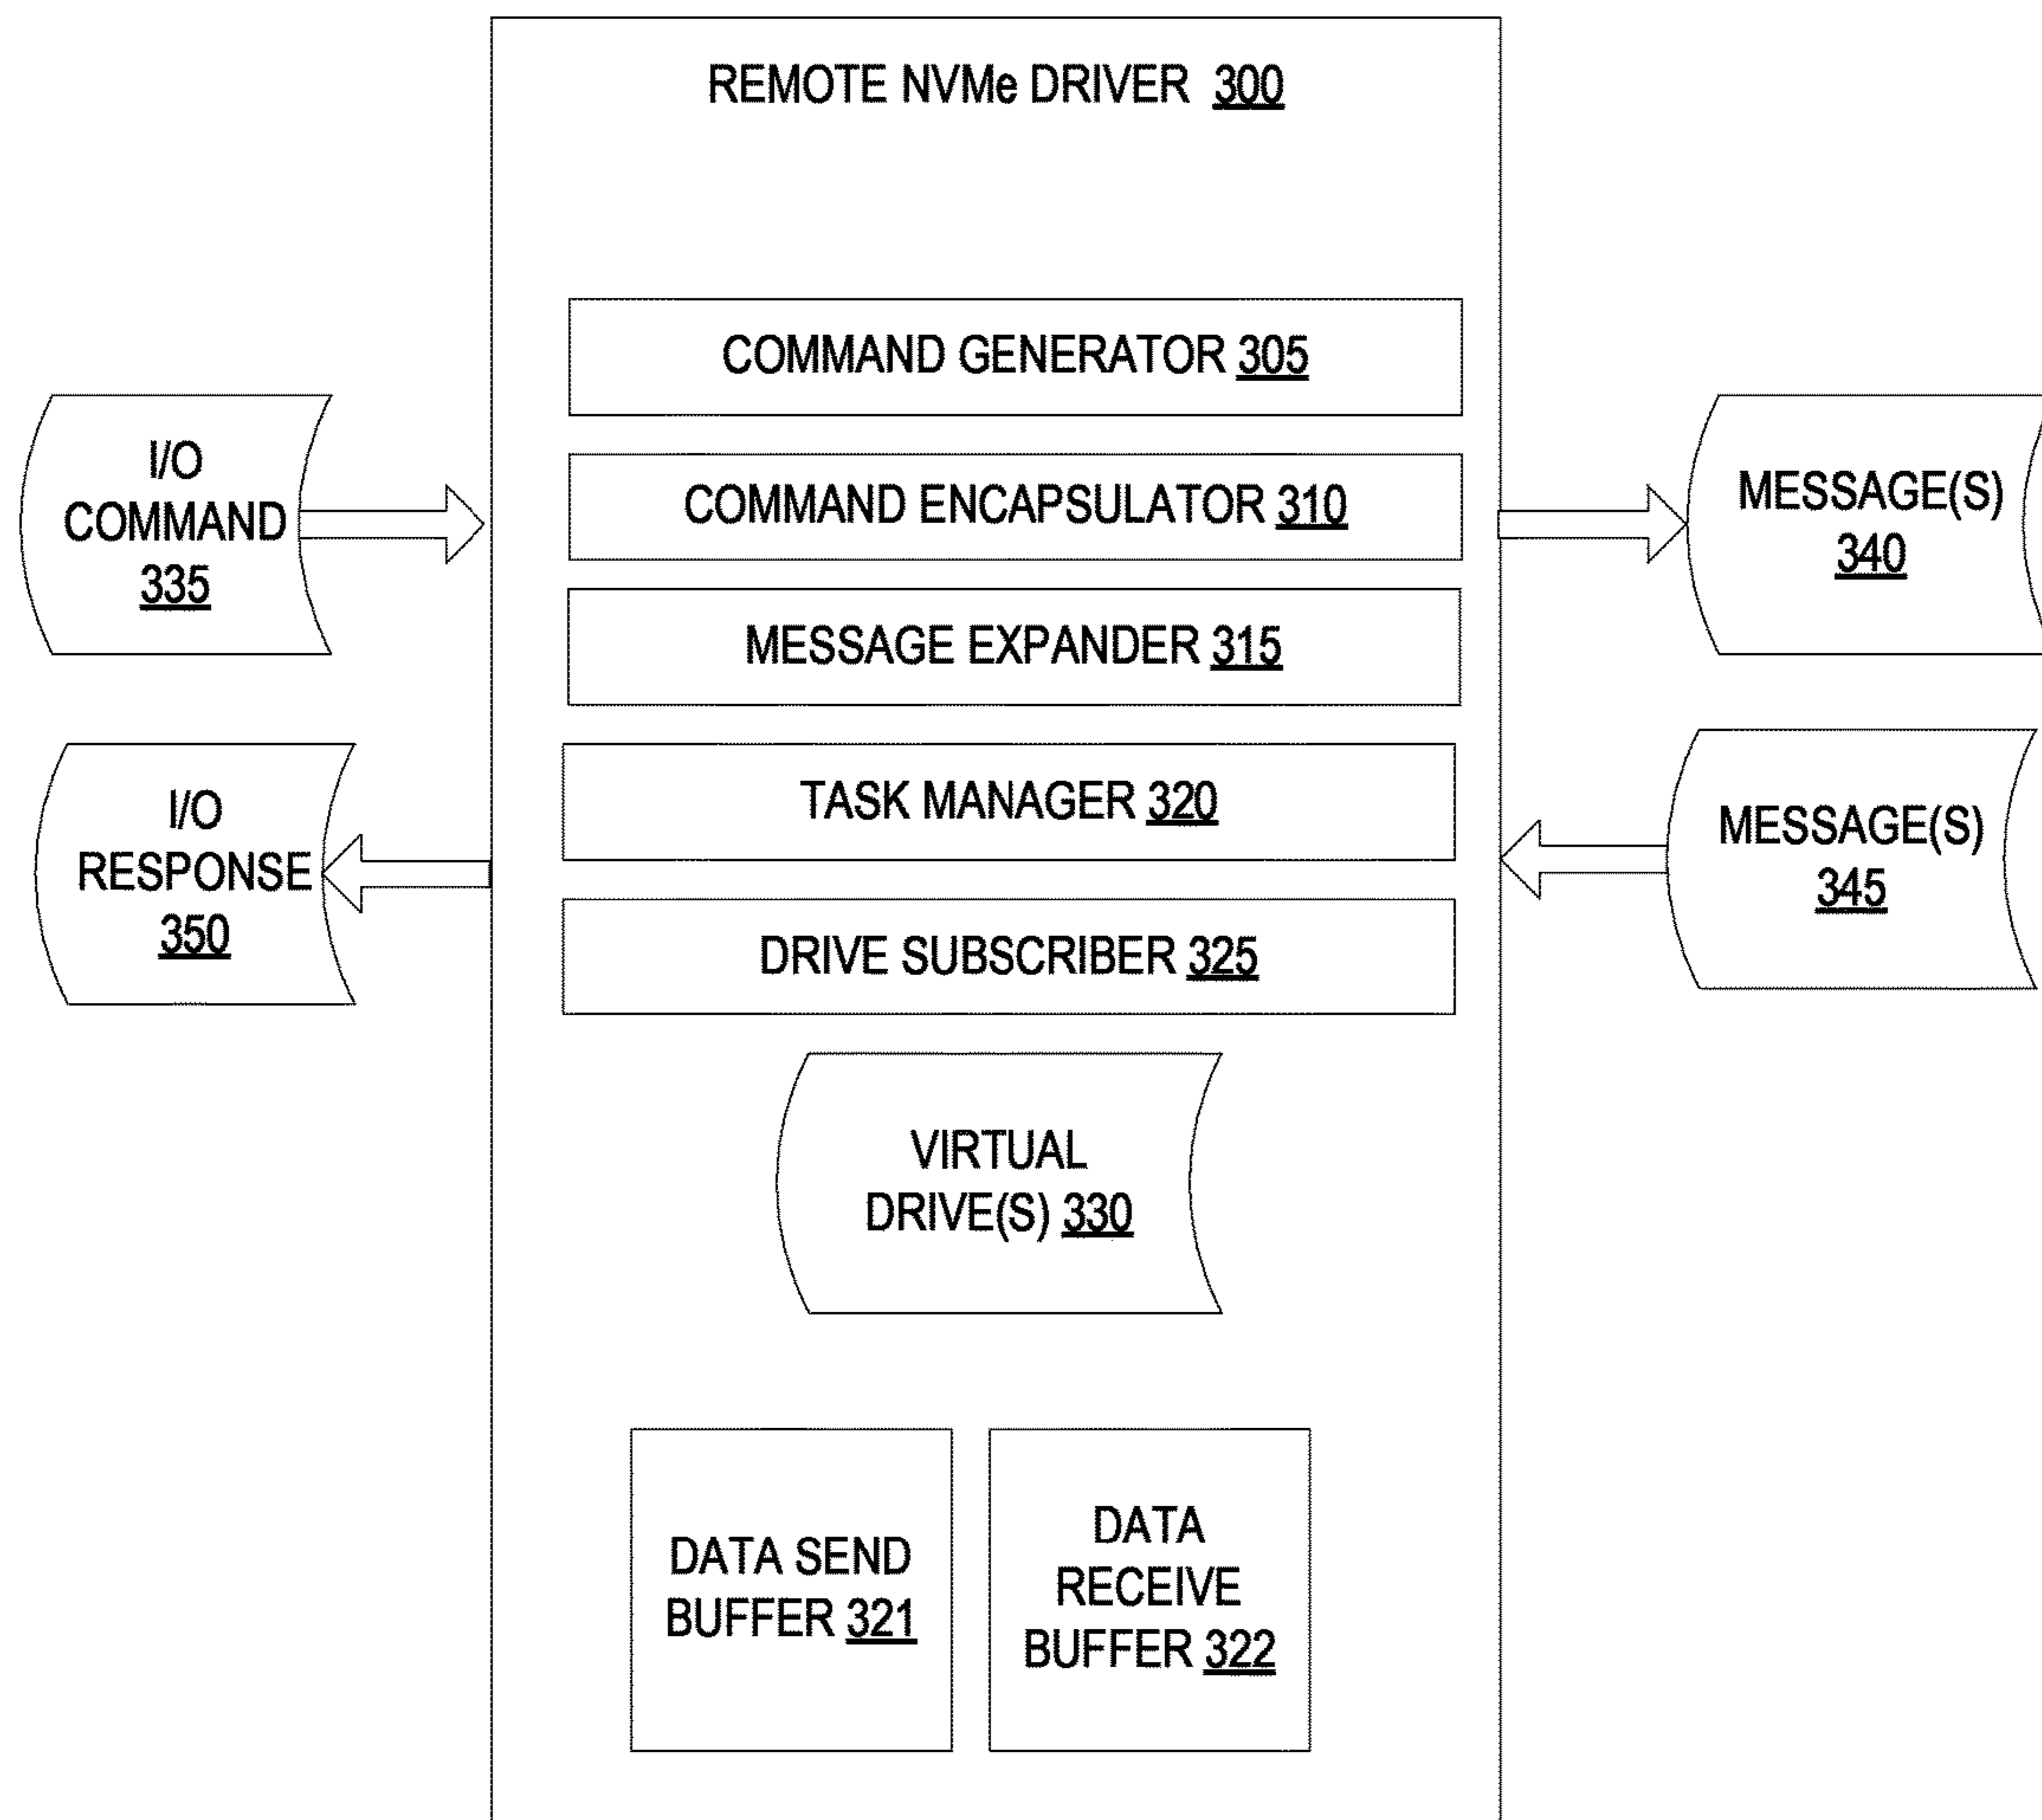 REMOTE NVMe DRIVER 300
COMMAND GENERATOR 305
COMMAND ENCAPSULATOR 310
MESSAGE EXPANDER 315
TASK MANAGER 320
DRIVE SUBSCRIBER 325
VIRTUAL
DRIVE(S) 330
DATA SEND
BUFFER 321
DATA
RECEIVE
BUFFER 322
I/O
COMMAND
335
I/O
RESPONSE
350
MESSAGE(S)
340
MESSAGE(S)
345